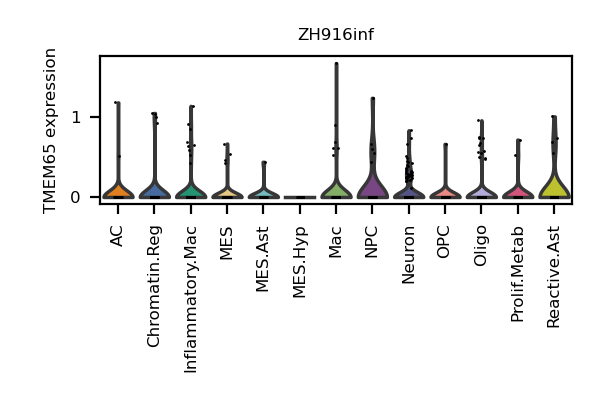 ZH916inf
TMEM65 expression
1
0
AC
Chromatin.Reg
Inflammatory.Mac
MES
MES.Ast
MES.Hyp
Mac
NPC
Neuron
OPC
Oligo
Prolif.Metab
Reactive.Ast